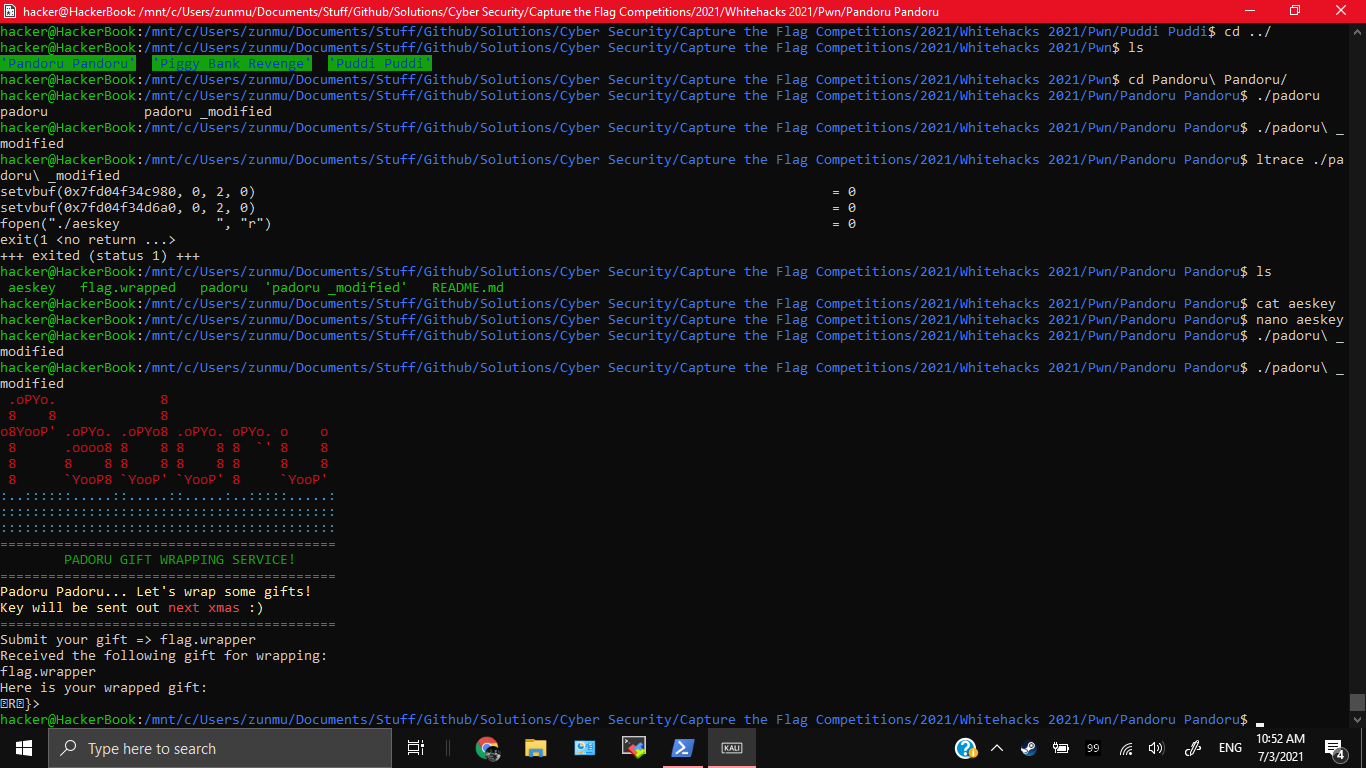 hacker@HackerBook: /mnt/c/Users/zunmu/Documents/Stuff/Github/Solutions/Cyber Security/Capture the Flag Competitions/2021/Whitehacks 2021/Pwn/Pandoru Pandoru
hacker@HackerBook:/mnt/c/Users/zunmu/Documents/Stuff/Github/Solutions/Cyber Security/Capture the Flag Competitions/2021/Whitehacks 2021/Pwn/Puddi Puddi$ cd ../
hacker@HackerBook:/mnt/c/Users/zunmu/Documents/Stuff/Github/Solutions/Cyber Security/Capture the Flag Competitions/2021/Whitehacks 2021/Pwn$ ls
'Pandoru Pandoru'  'Piggy Bank Revenge'  'Puddi Puddi'
hacker@HackerBook:/mnt/c/Users/zunmu/Documents/Stuff/Github/Solutions/Cyber Security/Capture the Flag Competitions/2021/Whitehacks 2021/Pwn$ cd Pandoru\ Pandoru/
hacker@HackerBook:/mnt/c/Users/zunmu/Documents/Stuff/Github/Solutions/Cyber Security/Capture the Flag Competitions/2021/Whitehacks 2021/Pwn/Pandoru Pandoru$ ./padoru
padoru            padoru _modified
hacker@HackerBook:/mnt/c/Users/zunmu/Documents/Stuff/Github/Solutions/Cyber Security/Capture the Flag Competitions/2021/Whitehacks 2021/Pwn/Pandoru Pandoru$ ./padoru\ _
modified
hacker@HackerBook:/mnt/c/Users/zunmu/Documents/Stuff/Github/Solutions/Cyber Security/Capture the Flag Competitions/2021/Whitehacks 2021/Pwn/Pandoru Pandoru$ ltrace ./pa
doru\ _modified
setvbuf(0x7fd04f34c980, 0, 2, 0) = 0
setvbuf(0x7fd04f34d6a0, 0, 2, 0) = 0
fopen("./aeskey            ", "r") = 0
exit(1 <no return ...>
+++ exited (status 1) +++
hacker@HackerBook:/mnt/c/Users/zunmu/Documents/Stuff/Github/Solutions/Cyber Security/Capture the Flag Competitions/2021/Whitehacks 2021/Pwn/Pandoru Pandoru$ ls
 aeskey   flag.wrapped   padoru  'padoru _modified'   README.md
hacker@HackerBook:/mnt/c/Users/zunmu/Documents/Stuff/Github/Solutions/Cyber Security/Capture the Flag Competitions/2021/Whitehacks 2021/Pwn/Pandoru Pandoru$ cat aeskey
hacker@HackerBook:/mnt/c/Users/zunmu/Documents/Stuff/Github/Solutions/Cyber Security/Capture the Flag Competitions/2021/Whitehacks 2021/Pwn/Pandoru Pandoru$ nano aeskey
hacker@HackerBook:/mnt/c/Users/zunmu/Documents/Stuff/Github/Solutions/Cyber Security/Capture the Flag Competitions/2021/Whitehacks 2021/Pwn/Pandoru Pandoru$ ./padoru\ _
modified
hacker@HackerBook:/mnt/c/Users/zunmu/Documents/Stuff/Github/Solutions/Cyber Security/Capture the Flag Competitions/2021/Whitehacks 2021/Pwn/Pandoru Pandoru$ ./padoru\ _
modified
 .oPYo.             8
 8    8             8
o8YooP' .oPYo. .oPYo8 .oPYo. oPYo. o    o
 8      .oooo8 8    8 8    8 8  `' 8    8
 8      8    8 8    8 8    8 8     8    8
 8      `YooP8 `YooP' `YooP' 8     `YooP'
:..::::::.....::.....::.....:..:::::.....:
::::::::::::::::::::::::::::::::::::::::::
::::::::::::::::::::::::::::::::::::::::::
==========================================
        PADORU GIFT WRAPPING SERVICE!
==========================================
Padoru Padoru... Let's wrap some gifts!
Key will be sent out next xmas :)
==========================================
Submit your gift => flag.wrapper
Received the following gift for wrapping:
flag.wrapper
Here is your wrapped gift:
R}>
hacker@HackerBook:/mnt/c/Users/zunmu/Documents/Stuff/Github/Solutions/Cyber Security/Capture the Flag Competitions/2021/Whitehacks 2021/Pwn/Pandoru Pandoru$
Type here to search
KALI
99
ENG
10:52 AM
7/3/2021
4